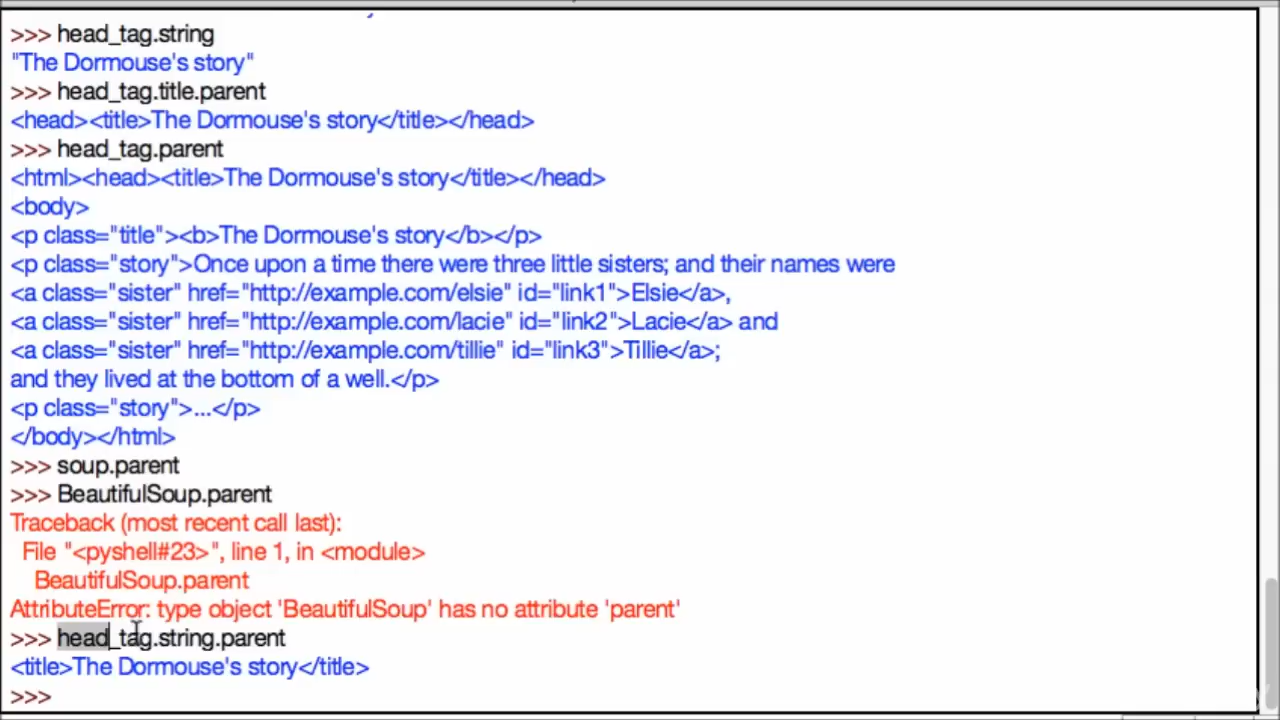 >>> head_tag.string
"The Dormouse's story"
>>> head_tag.title.parent
<head><title>The Dormouse's story</title></head>
>>> head_tag.parent
<html><head><title>The Dormouse's story</title></head>
<body>
<p class="title"><b>The Dormouse's story</b></p>
<p class="story">Once upon a time there were three little sisters; and their names were
<a class="sister" href="http://example.com/elsie" id="link1">Elsie</a>,
<a class="sister" href="http://example.com/lacie" id="link2">Lacie</a> and
<a class="sister" href="http://example.com/tillie" id="link3">Tillie</a>;
and they lived at the bottom of a well.</p>
<p class="story">...</p>
</body></html>
>>> soup.parent
>>> BeautifulSoup.parent
Traceback (most recent call last):
  File "<pyshell#23>", line 1, in <module>
    BeautifulSoup.parent
AttributeError: type object 'BeautifulSoup' has no attribute 'parent'
>>> head_tag.string.parent
<title>The Dormouse's story</title>
>>>